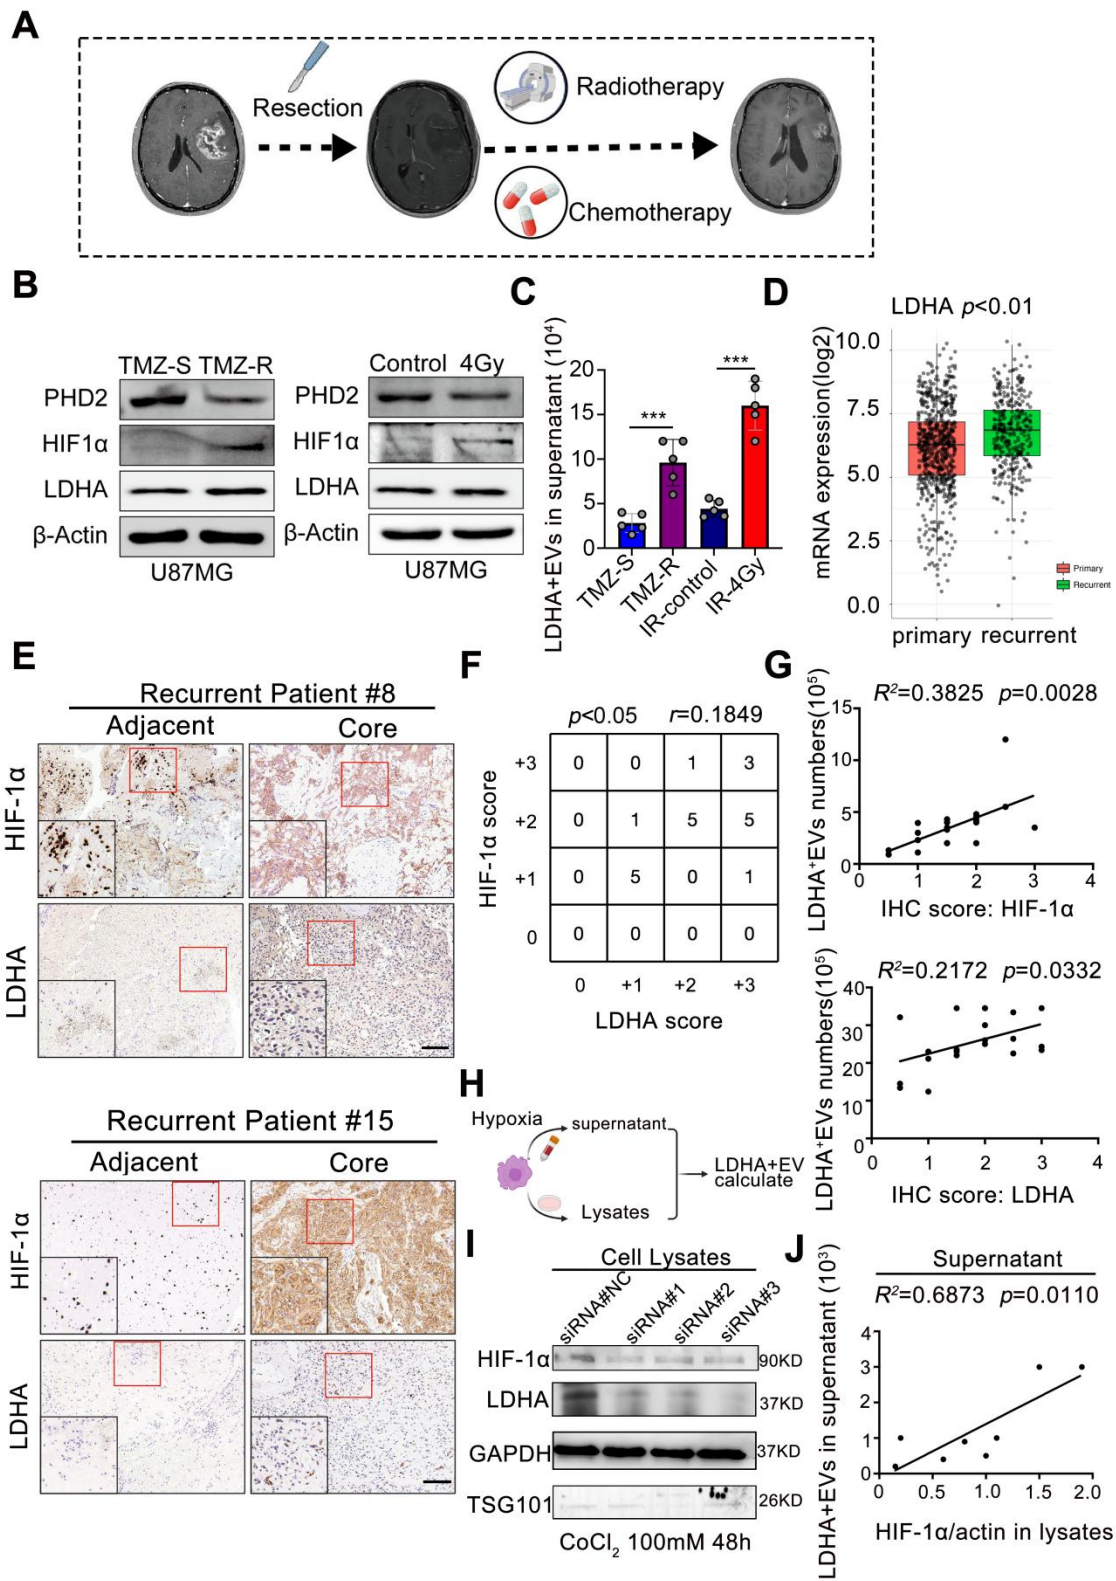 A
Resection
Radiotherapy
Chemotherapy
B
TMZ-S TMZ-R
PHD2
HIF1α
LDHA
β-Actin
U87MG
Control 4Gy
PHD2
HIF1α
LDHA
β-Actin
U87MG
C
LDHA+EVs in supernatant (10⁴)
20
15
10
5
0
***
***
TMZ-S
TMZ-R
IR-control
IR-4Gy
D
LDHA p<0.01
mRNA expression(log2)
10.0
7.5
5.0
2.5
0.0
primary recurrent
Primary
Recurrent
E
Recurrent Patient #8
Adjacent Core
HIF-1α
LDHA
Recurrent Patient #15
Adjacent Core
HIF-1α
LDHA
F
p<0.05 r=0.1849
HIF-1α score
+3 0 0 1 3
+2 0 1 5 5
+1 0 5 0 1
0 0 0 0 0
0 +1 +2 +3
LDHA score
G
R²=0.3825 p=0.0028
LDHA⁺EVs numbers(10⁵)
15
10
5
0
0 1 2 3 4
IHC score: HIF-1α
R²=0.2172 p=0.0332
LDHA⁺EVs numbers(10⁵)
40
30
20
10
0
0 1 2 3 4
IHC score: LDHA
H
Hypoxia
supernatant
Lysates
LDHA+EV
calculate
I
Cell Lysates
siRNA#NC
siRNA#1
siRNA#2
siRNA#3
HIF-1α 90KD
LDHA 37KD
GAPDH 37KD
TSG101 26KD
CoCl₂ 100mM 48h
J
Supernatant
R²=0.6873 p=0.0110
LDHA+EVs in supernatant (10³)
4
3
2
1
0
0 0.5 1.0 1.5 2.0
HIF-1α/actin in lysates